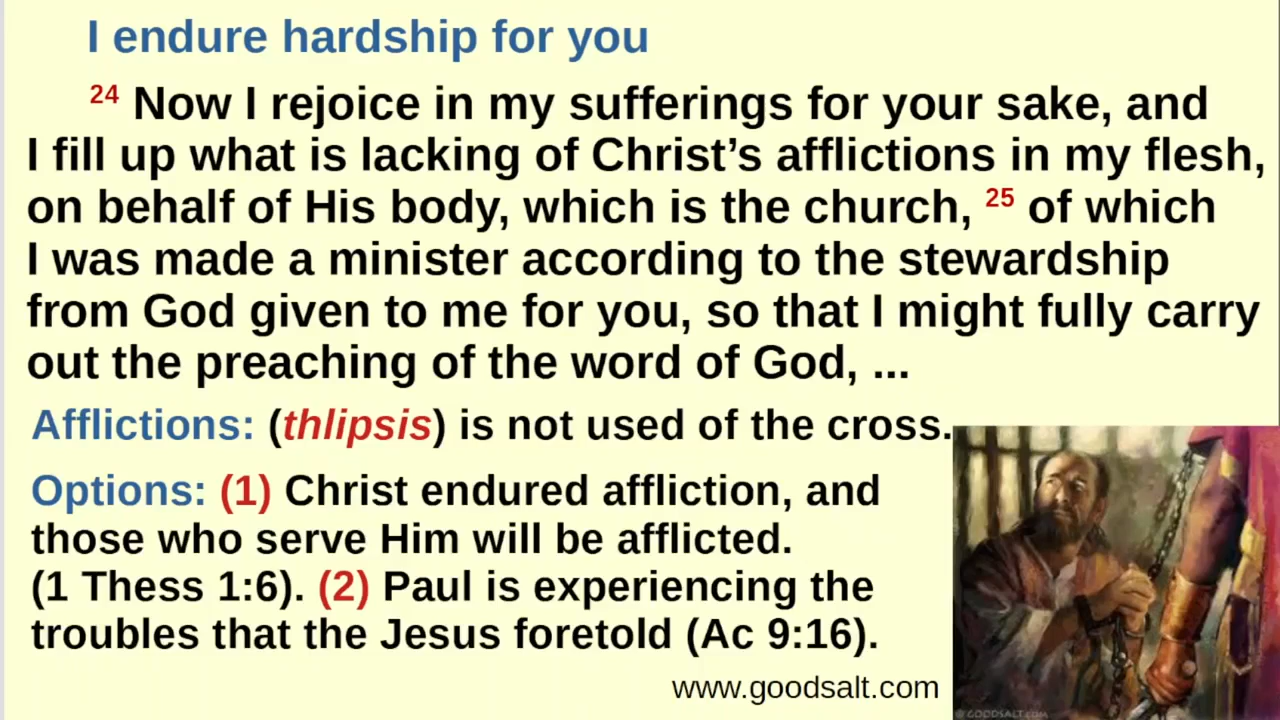 I endure hardship for you
24 Now I rejoice in my sufferings for your sake, and
I fill up what is lacking of Christ’s afflictions in my flesh,
on behalf of His body, which is the church, 25 of which
I was made a minister according to the stewardship
from God given to me for you, so that I might fully carry
out the preaching of the word of God, ...
Afflictions: (thlipsis) is not used of the cross.
Options: (1) Christ endured affliction, and
those who serve Him will be afflicted.
(1 Thess 1:6). (2) Paul is experiencing the
troubles that the Jesus foretold (Ac 9:16).
www.goodsalt.com
© GOODSALT.COM